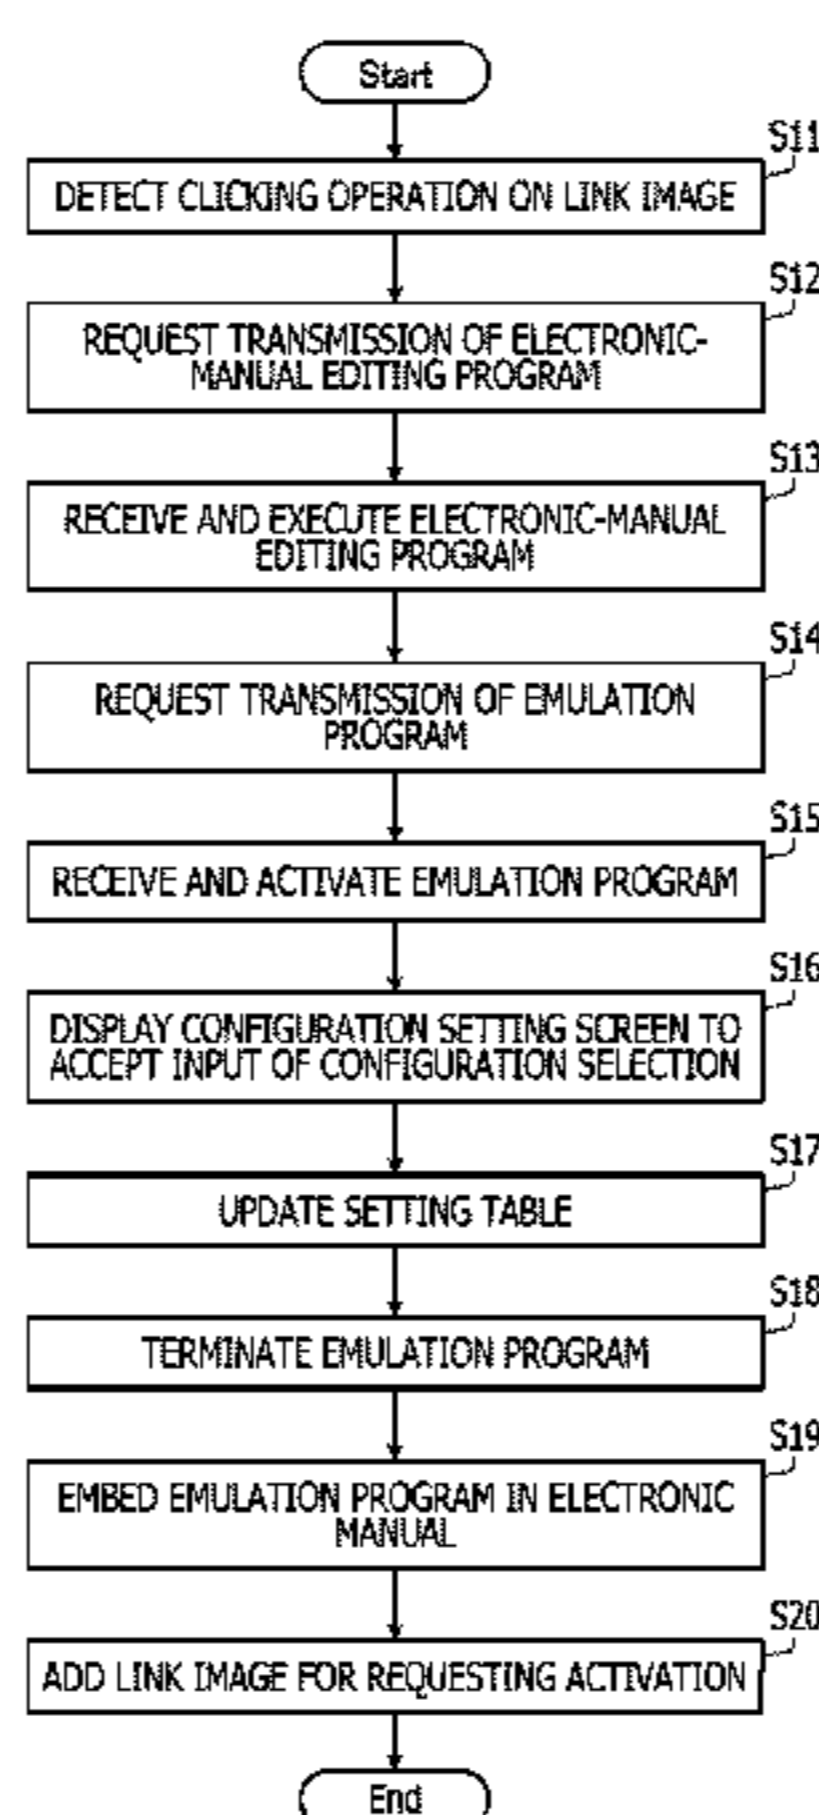 Start
S11
DETECT CLICKING OPERATION ON LINK IMAGE
S12
REQUEST TRANSMISSION OF ELECTRONIC-
MANUAL EDITING PROGRAM
S13
RECEIVE AND EXECUTE ELECTRONIC-MANUAL
EDITING PROGRAM
S14
REQUEST TRANSMISSION OF EMULATION
PROGRAM
S15
RECEIVE AND ACTIVATE EMULATION PROGRAM
S16
DISPLAY CONFIGURATION SETTING SCREEN TO
ACCEPT INPUT OF CONFIGURATION SELECTION
S17
UPDATE SETTING TABLE
S18
TERMINATE EMULATION PROGRAM
S19
EMBED EMULATION PROGRAM IN ELECTRONIC
MANUAL
S20
ADD LINK IMAGE FOR REQUESTING ACTIVATION
End